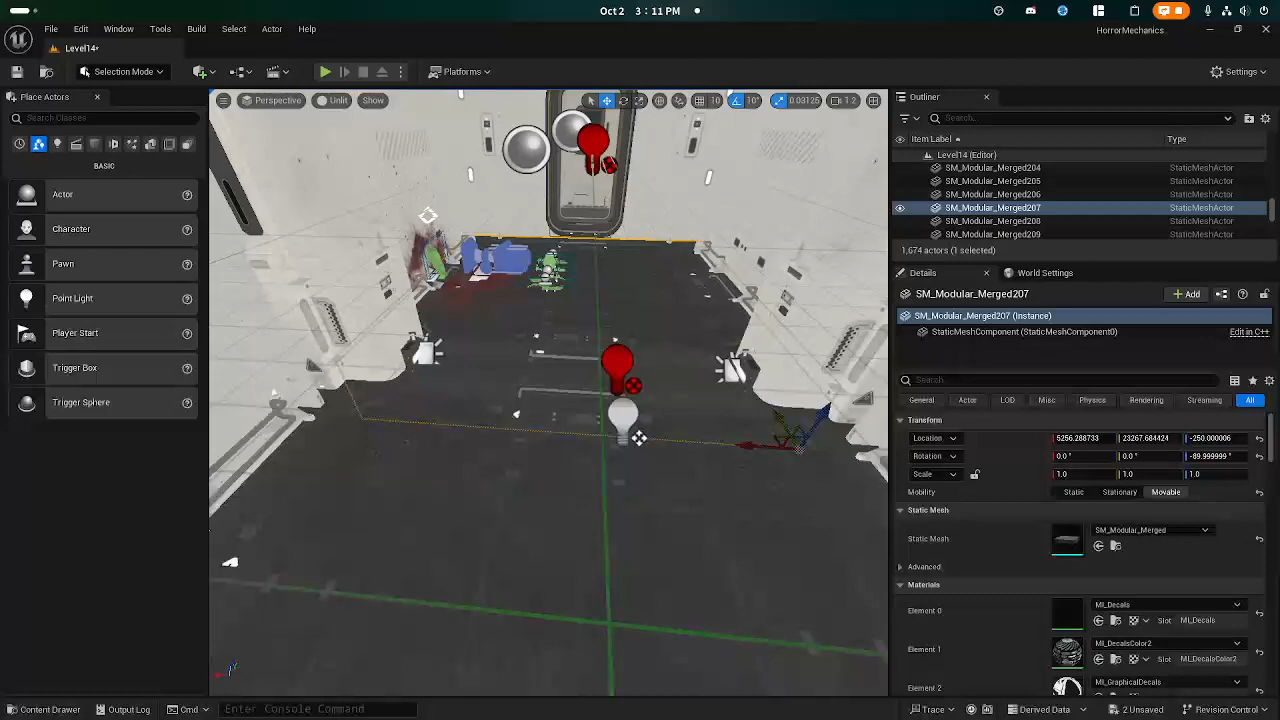 Oct 2 3:11 PM
File Edit Window Tools Build Select Actor Help
HorrorMechanics
Level14*
Selection Mode
Platforms
Settings
Place Actors
Perspective Unlit Show
10 10° 0.03125 1:2
Outliner
Search Classes
Search...
BASIC
Item Label Type
Level14 (Editor)
SM_Modular_Merged204 StaticMeshActor
SM_Modular_Merged205 StaticMeshActor
SM_Modular_Merged206 StaticMeshActor
SM_Modular_Merged207 StaticMeshActor
SM_Modular_Merged208 StaticMeshActor
SM_Modular_Merged209 StaticMeshActor
1,674 actors (1 selected)
Actor
Character
Pawn
Point Light
Player Start
Trigger Box
Trigger Sphere
Details World Settings
SM_Modular_Merged207 Add
SM_Modular_Merged207 (Instance)
StaticMeshComponent (StaticMeshComponent0) Edit in C++
Search
General Actor LOD Misc Physics Rendering Streaming All
Transform
Location 23267.684424 -250.000006
Rotation 0.0° 0.0° -89.999999°
Scale 1.0 1.0 1.0
Mobility Static Stationary Movable
Static Mesh
Static Mesh SM_Modular_Merged
Advanced
Materials
Element 0 MI_Decals
Slot MI_Decals
Element 1 MI_DecalsColor2
Slot MI_DecalsColor2
Element 2 MI_GraphicalDecals
Content Drawer Output Log Cmd Enter Console Command
Trace Derived Data 2 Unsaved Revision Control